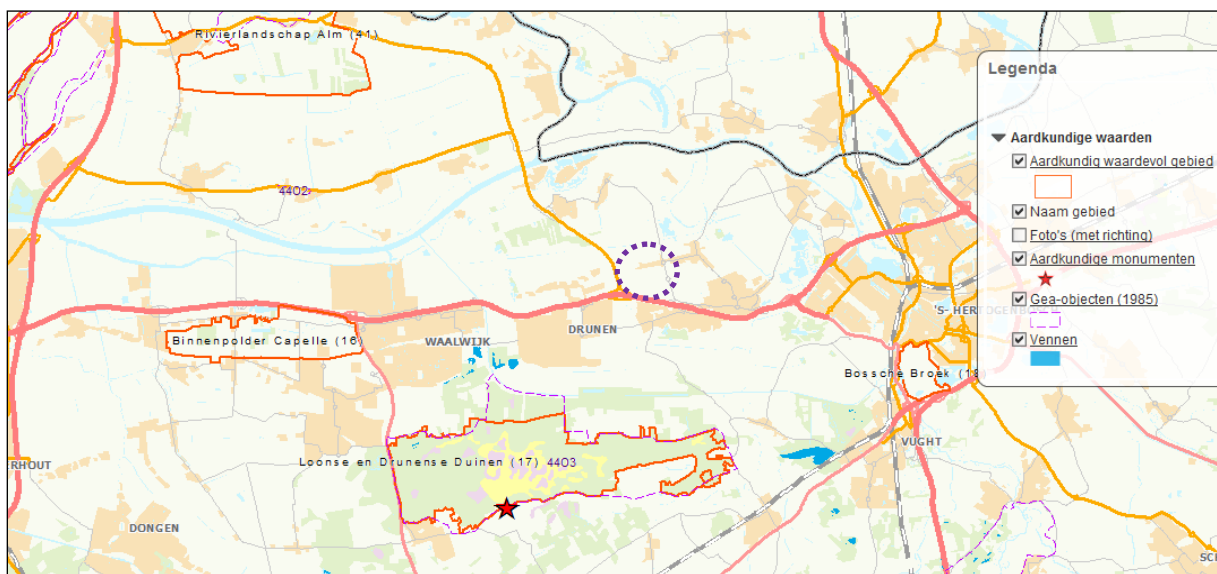 Rivierlandschap Alm (41)
Legenda
Aardkundige waarden
Aardkundig waardevol gebied
Naam gebied
Foto's (met richting)
Aardkundige monumenten
Gea-objecten (1985)
Vennen
4402
'S- HERTOGENBO
DRUNEN
Binnenpolder Capelle (16)
WAALWIJK
Bossche Broek (18
VUGHT
ERHOUT
Loonse en Drunense Duinen (17) 4403
DONGEN
SCH